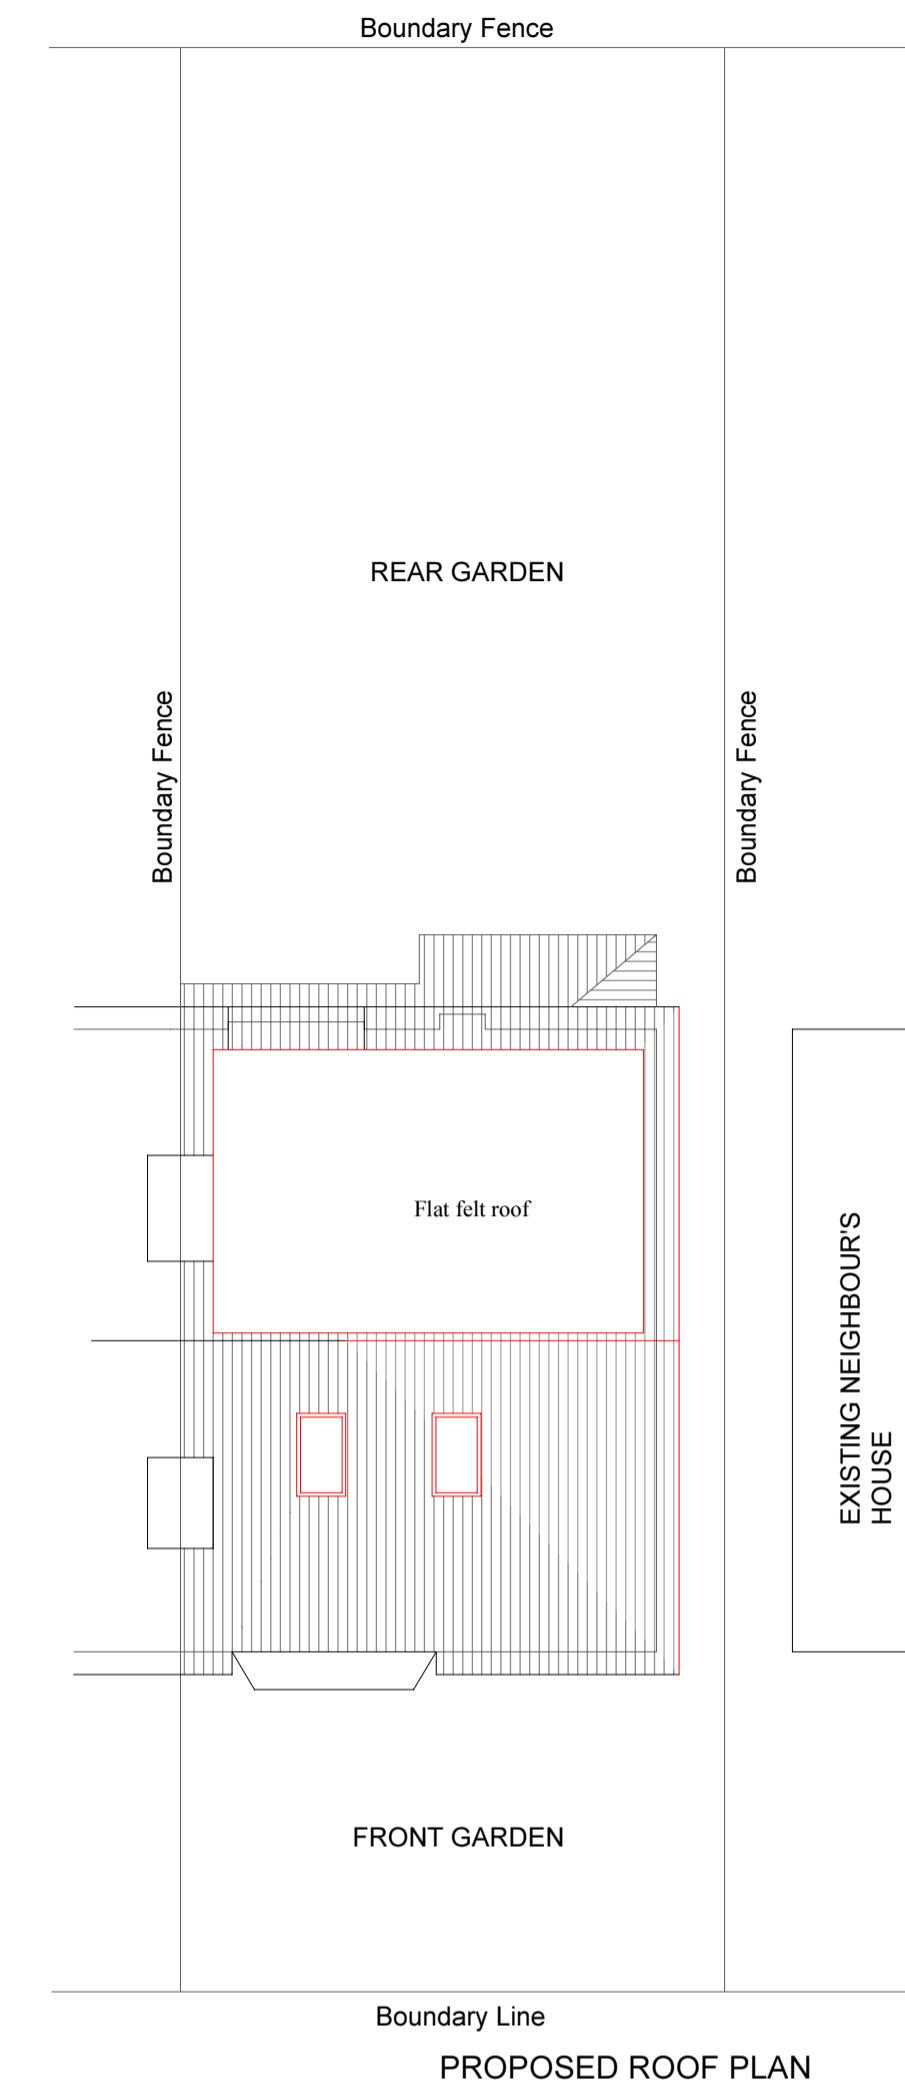 Boundary Fence
REAR GARDEN
Boundary Fence
Boundary Fence
Flat felt roof
EXISTING NEIGHBOUR'S
HOUSE
FRONT GARDEN
Boundary Line
PROPOSED ROOF PLAN